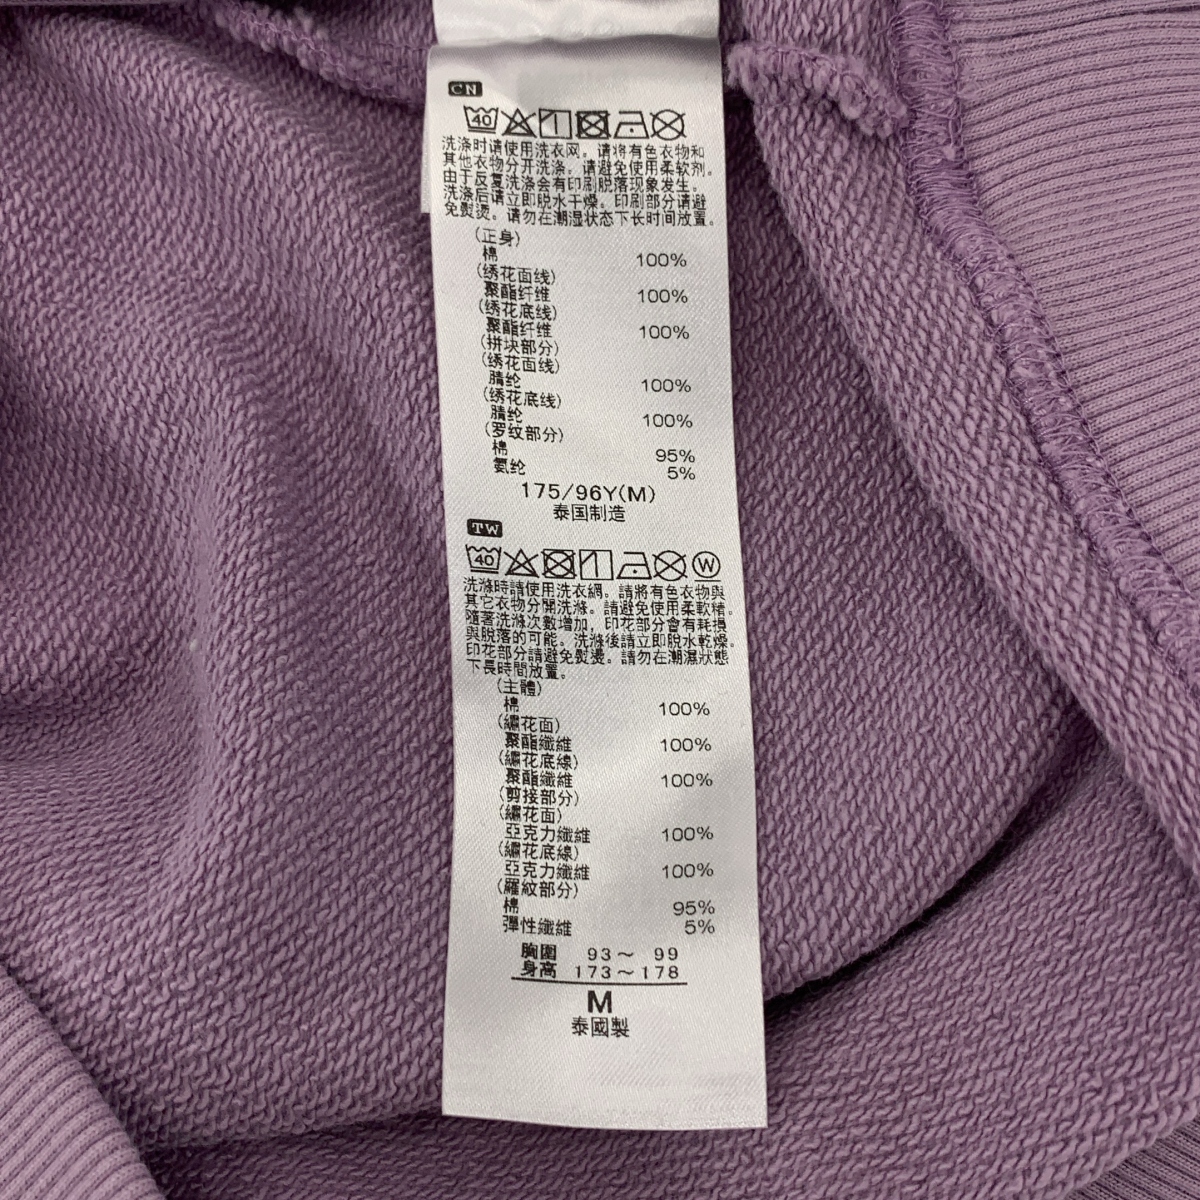 CN
40
洗涤时请使用洗衣网。请将有色衣物和
其他衣物分开洗涤。请避免使用柔软剂。
由于反复洗涤会有印刷脱落现象发生。
洗涤后请立即脱水干燥。印刷部分请避
免熨烫。请勿在潮湿状态下长时间放置。
(正身)
棉 100%
(绣花面线)
聚酯纤维 100%
(绣花底线)
聚酯纤维 100%
(拼块部分)
(绣花面线)
腈纶 100%
(绣花底线)
腈纶 100%
(罗纹部分)
棉 95%
氨纶 5%
175/96Y(M)
泰国制造
TW
40 W
洗滌時請使用洗衣網。請將有色衣物與
其它衣物分開洗滌。請避免使用柔軟精。
隨著洗滌次數增加，印花部分會有耗損
與脫落的可能。洗滌後請立即脫水乾燥。
印花部分請避免熨燙。請勿在潮濕狀態
下長時間放置。
(主體)
棉 100%
(繡花面)
聚酯纖維 100%
(繡花底線)
聚酯纖維 100%
(剪接部分)
(繡花面)
亞克力纖維 100%
(繡花底線)
亞克力纖維 100%
(羅紋部分)
棉 95%
彈性纖維 5%
胸圍 93～ 99
身高 173～178
M
泰國製